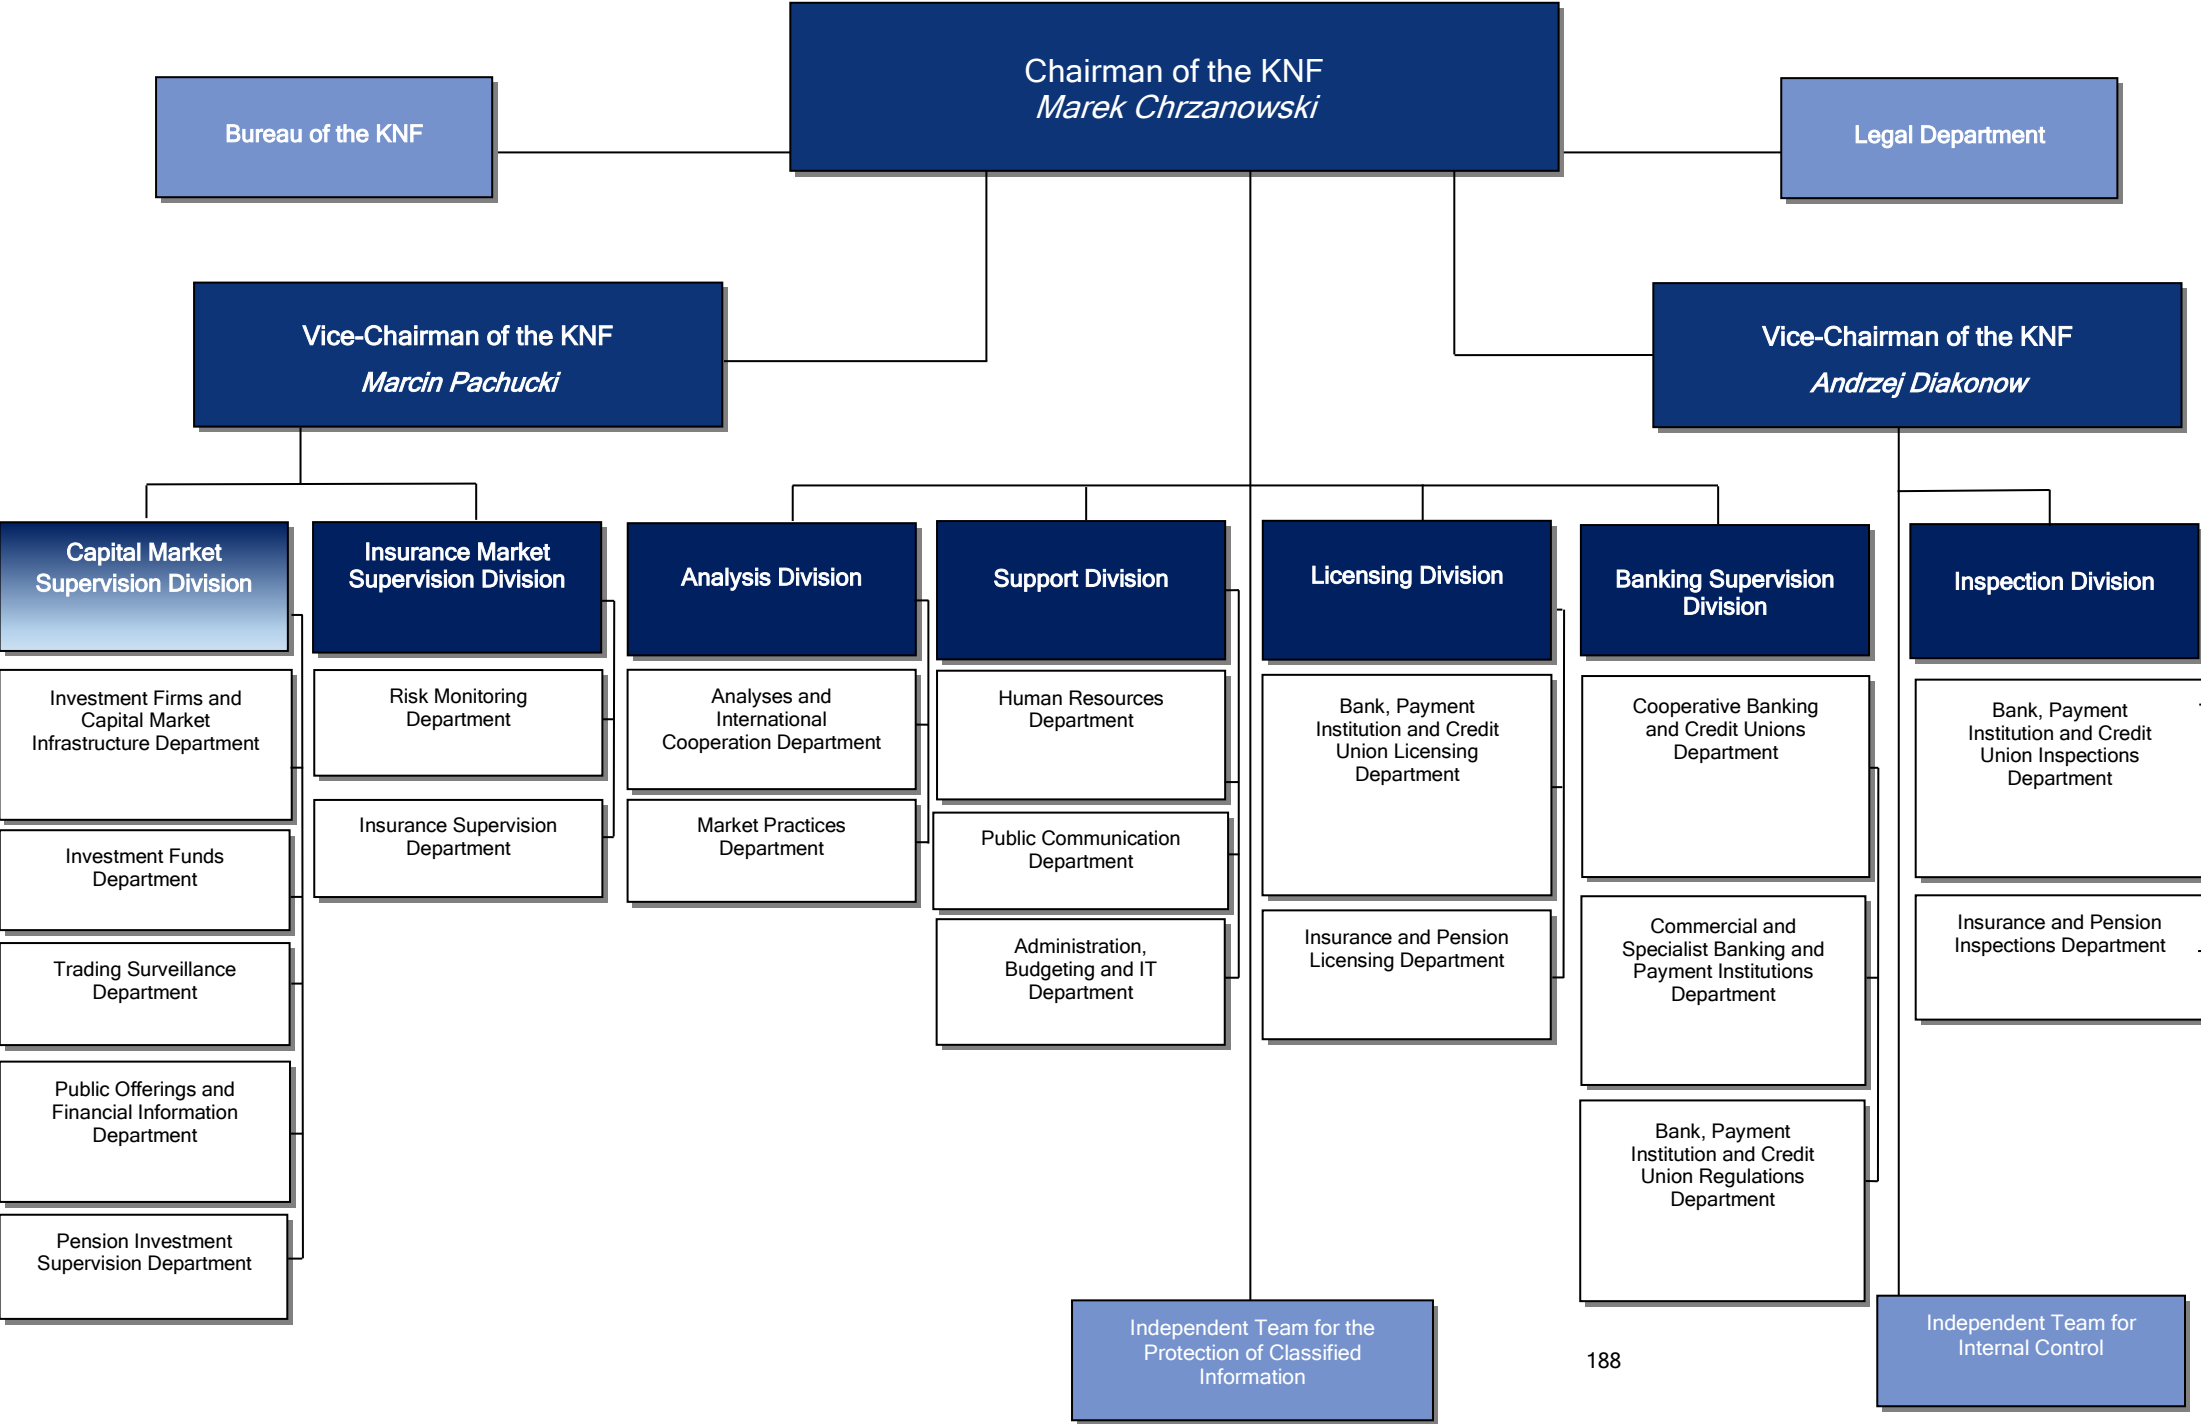 Chairman of the KNF
Marek Chrzanowski
Bureau of the KNF
Legal Department
Vice-Chairman of the KNF
Marcin Pachucki
Vice-Chairman of the KNF
Andrzej Diakonow
Capital Market
Supervision Division
Investment Firms and
Capital Market
Infrastructure Department
Investment Funds
Department
Trading Surveillance
Department
Public Offerings and
Financial Information
Department
Pension Investment
Supervision Department
Insurance Market
Supervision Division
Risk Monitoring
Department
Insurance Supervision
Department
Analysis Division
Analyses and
International
Cooperation Department
Market Practices
Department
Support Division
Human Resources
Department
Public Communication
Department
Administration,
Budgeting and IT
Department
Licensing Division
Bank, Payment
Institution and Credit
Union Licensing
Department
Insurance and Pension
Licensing Department
Banking Supervision
Division
Cooperative Banking
and Credit Unions
Department
Commercial and
Specialist Banking and
Payment Institutions
Department
Bank, Payment
Institution and Credit
Union Regulations
Department
Inspection Division
Bank, Payment
Institution and Credit
Union Inspections
Department
Insurance and Pension
Inspections Department
Independent Team for the
Protection of Classified
Information
188
Independent Team for
Internal Control